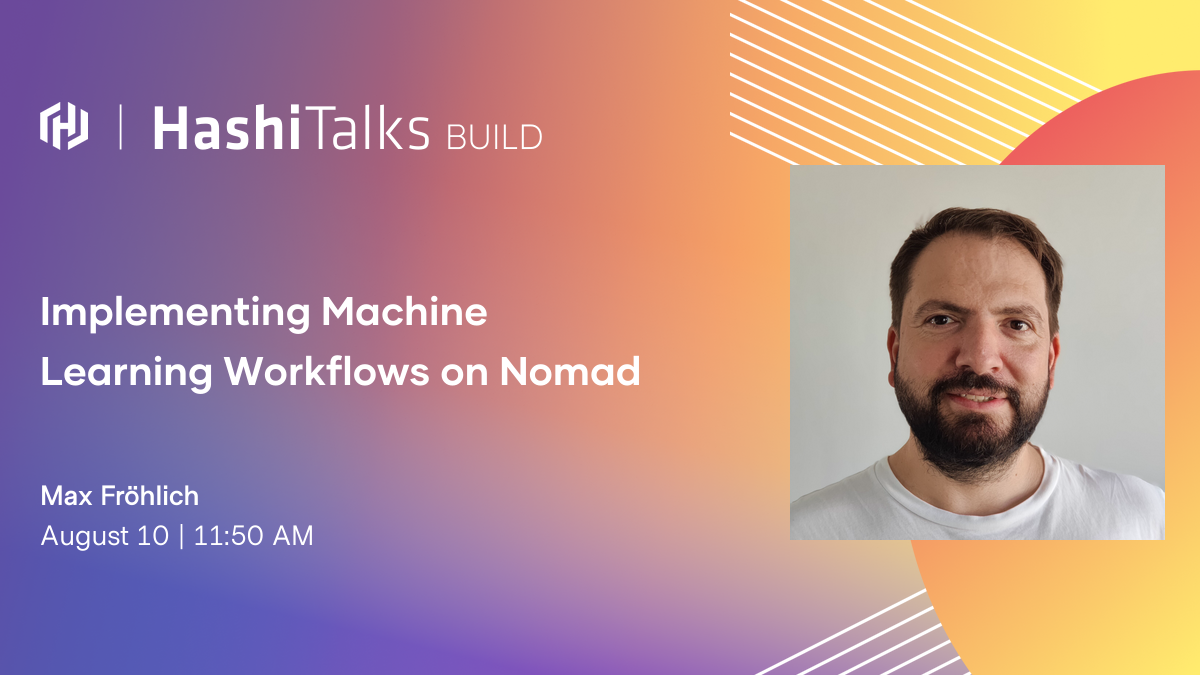 HashiTalks BUILD
Implementing Machine
Learning Workflows on Nomad
Max Fröhlich
August 10 | 11:50 AM